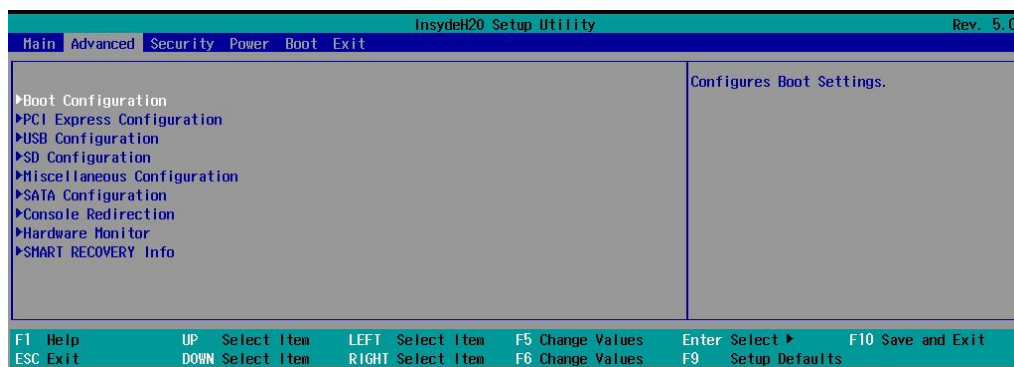 InsydeH20 Setup Utility Rev. 5.0
Main Advanced Security Power Boot Exit
Configures Boot Settings.
▶Boot Configuration
▶PCI Express Configuration
▶USB Configuration
▶SD Configuration
▶Miscellaneous Configuration
▶SATA Configuration
▶Console Redirection
▶Hardware Monitor
▶SMART RECOVERY Info
F1 Help UP Select Item LEFT Select Item F5 Change Values Enter Select ▶ F10 Save and Exit
ESC Exit DOWN Select Item RIGHT Select Item F6 Change Values F9 Setup Defaults